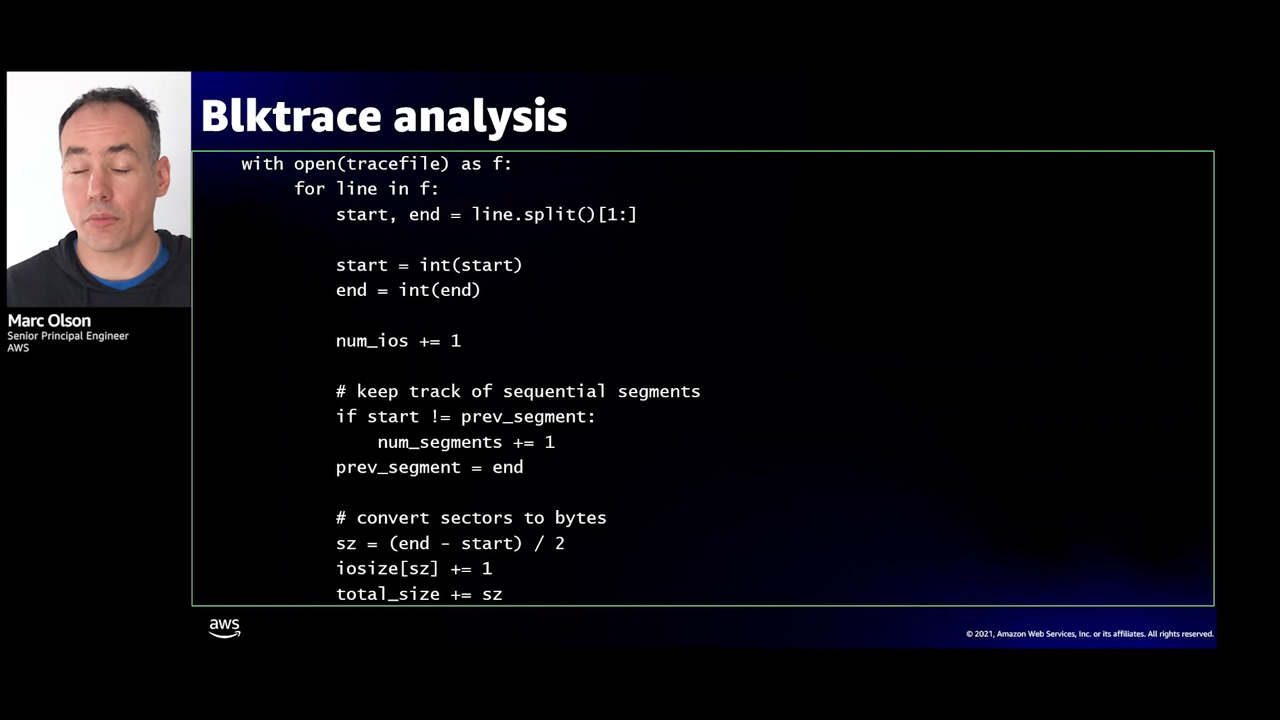 Blktrace analysis
with open(tracefile) as f:
for line in f:
start, end = line.split()[1:]
start = int(start)
end = int(end)
num_ios += 1
# keep track of sequential segments
if start != prev_segment:
num_segments += 1
prev_segment = end
# convert sectors to bytes
sz = (end - start) / 2
iosize[sz] += 1
total_size += sz
Marc Olson
Senior Principal Engineer
AWS
aws
© 2021, Amazon Web Services, Inc. or its affiliates. All rights reserved.